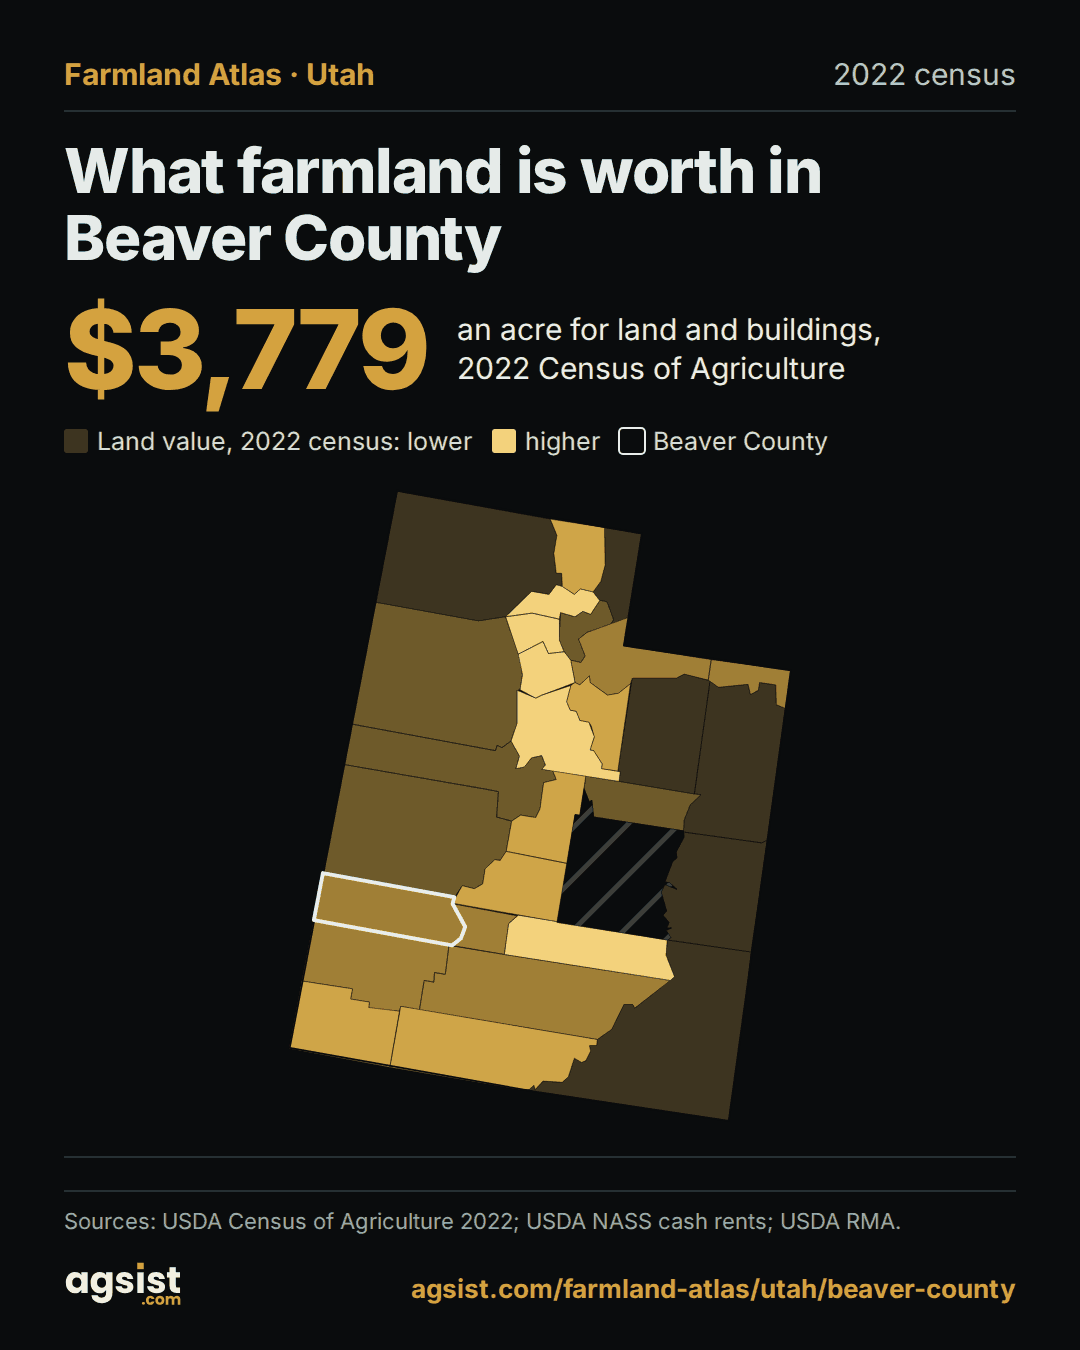 Farmland Atlas · Utah
2022 census
What farmland is worth in
Beaver County
$3,779
an acre for land and buildings,
2022 Census of Agriculture
Land value, 2022 census: lower
higher
Beaver County
Sources: USDA Census of Agriculture 2022; USDA NASS cash rents; USDA RMA.
agsist
.com
agsist.com/farmland-atlas/utah/beaver-county